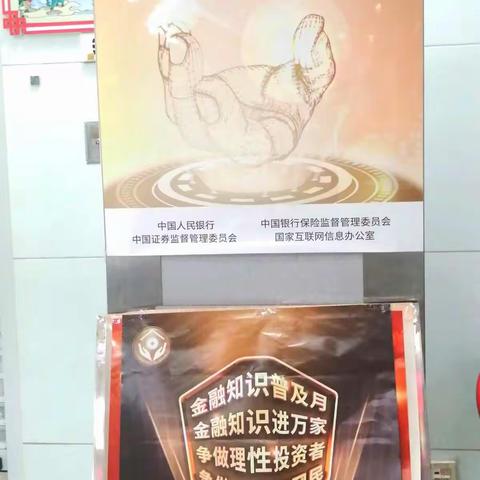 中国人民银行 中国银行保险监督管理委员会
中国证券监督管理委员会 国家互联网信息办公室
金融知识普及月
金融知识进万家
争做理性投资者